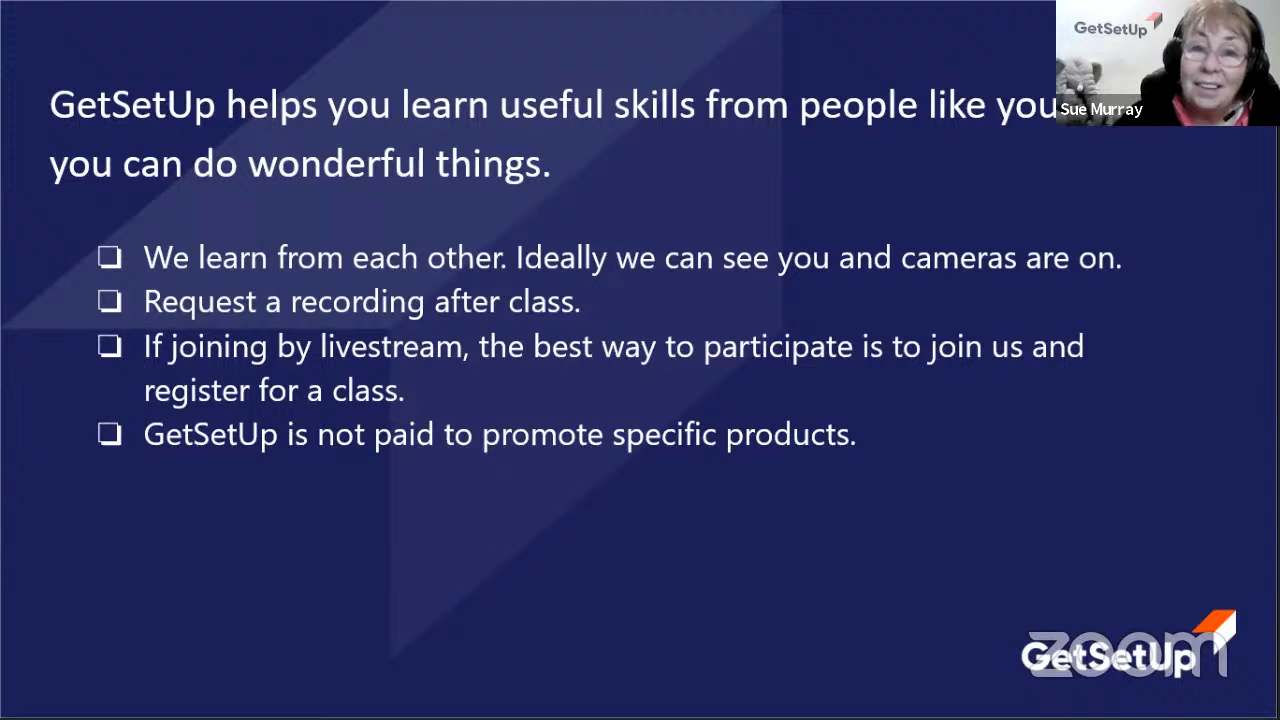 GetSetUp
Sue Murray
GetSetUp helps you learn useful skills from people like you
you can do wonderful things.
❏ We learn from each other. Ideally we can see you and cameras are on.
❏ Request a recording after class.
❏ If joining by livestream, the best way to participate is to join us and
register for a class.
❏ GetSetUp is not paid to promote specific products.
zoom
GetSetUp